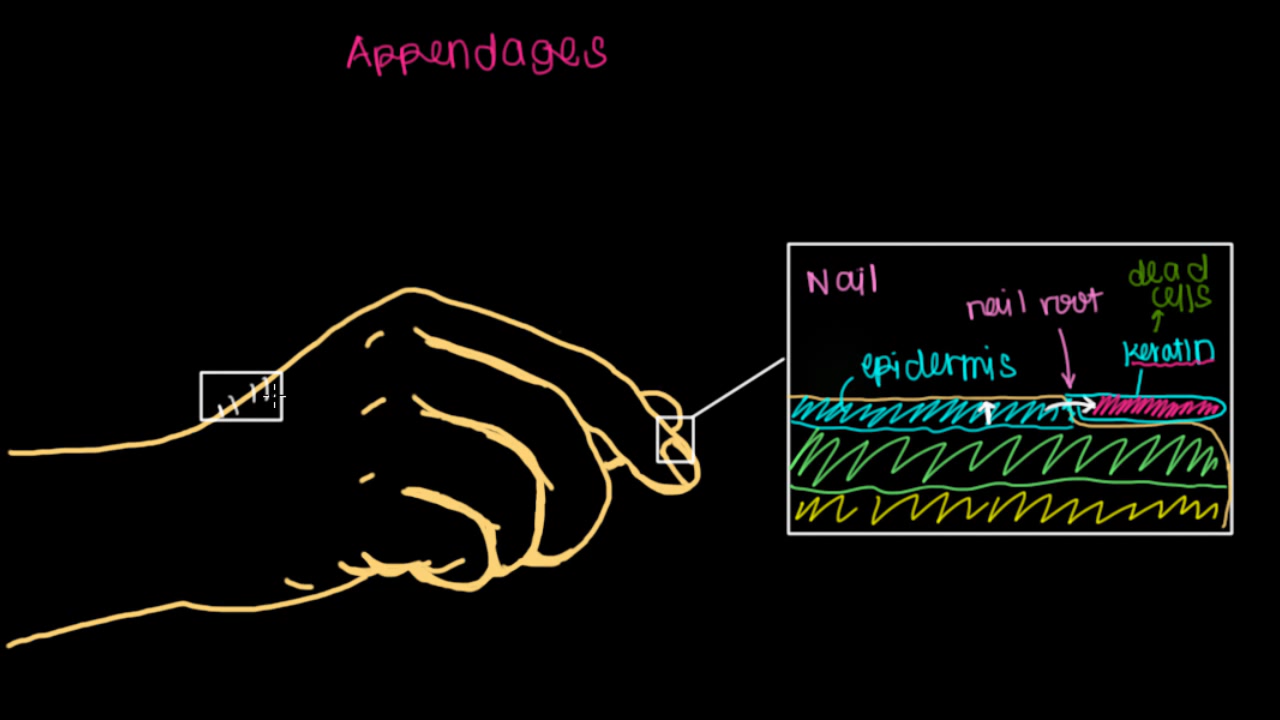 Appendages
Nail
nail root
dead
cells
keratin
epidermis